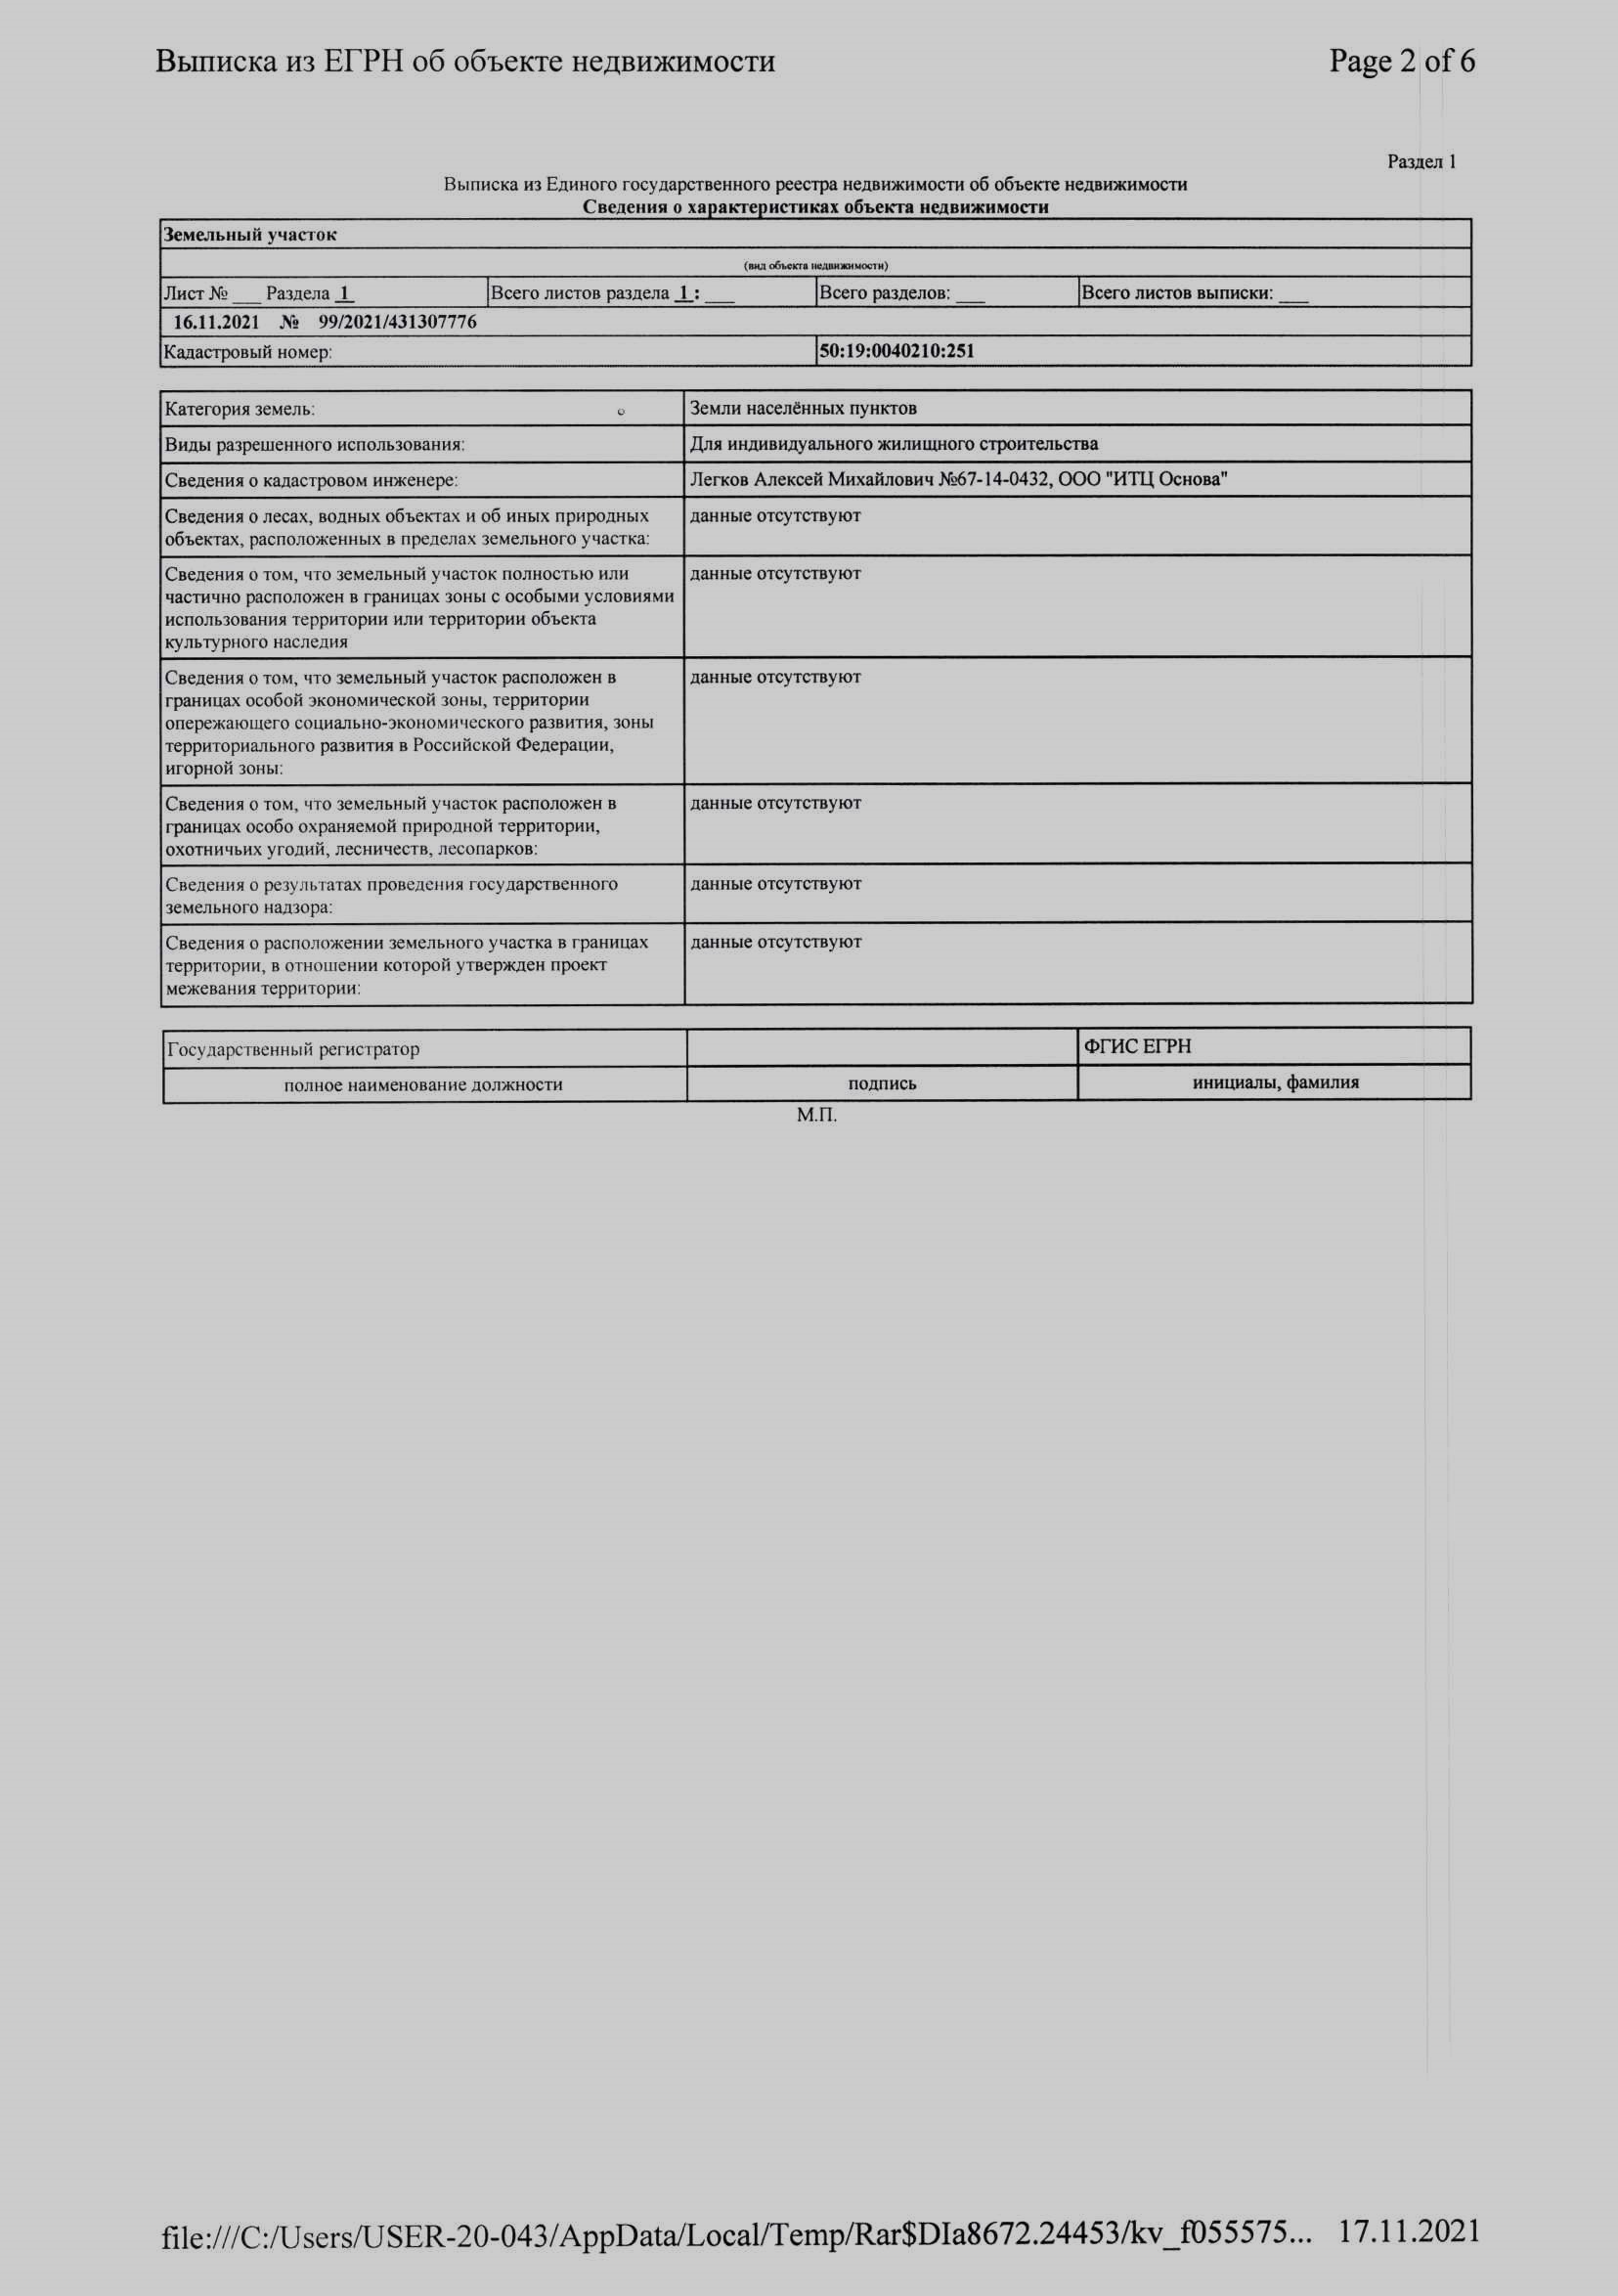 Выписка из ЕГРН об объекте недвижимости Page 2 of 6
Раздел 1
Выписка из Единого государственного реестра недвижимости об объекте недвижимости
Сведения о характеристиках объекта недвижимости
Земельный участок
(вид объекта недвижимости)
Лист № ___ Раздела 1 Всего листов раздела 1 : ___ Всего разделов: ___ Всего листов выписки: ___
16.11.2021 № 99/2021/431307776
Кадастровый номер: 50:19:0040210:251
Категория земель: Земли населённых пунктов
Виды разрешенного использования: Для индивидуального жилищного строительства
Сведения о кадастровом инженере: Легков Алексей Михайлович №67-14-0432, ООО "ИТЦ Основа"
Сведения о лесах, водных объектах и об иных природных данные отсутствуют
объектах, расположенных в пределах земельного участка:
Сведения о том, что земельный участок полностью или данные отсутствуют
частично расположен в границах зоны с особыми условиями
использования территории или территории объекта
культурного наследия
Сведения о том, что земельный участок расположен в данные отсутствуют
границах особой экономической зоны, территории
опережающего социально-экономического развития, зоны
территориального развития в Российской Федерации,
игорной зоны:
Сведения о том, что земельный участок расположен в данные отсутствуют
границах особо охраняемой природной территории,
охотничьих угодий, лесничеств, лесопарков:
Сведения о результатах проведения государственного данные отсутствуют
земельного надзора:
Сведения о расположении земельного участка в границах данные отсутствуют
территории, в отношении которой утвержден проект
межевания территории:
Государственный регистратор ФГИС ЕГРН
полное наименование должности подпись инициалы, фамилия
М.П.
file:///C:/Users/USER-20-043/AppData/Local/Temp/Rar$DIa8672.24453/kv_f055575... 17.11.2021